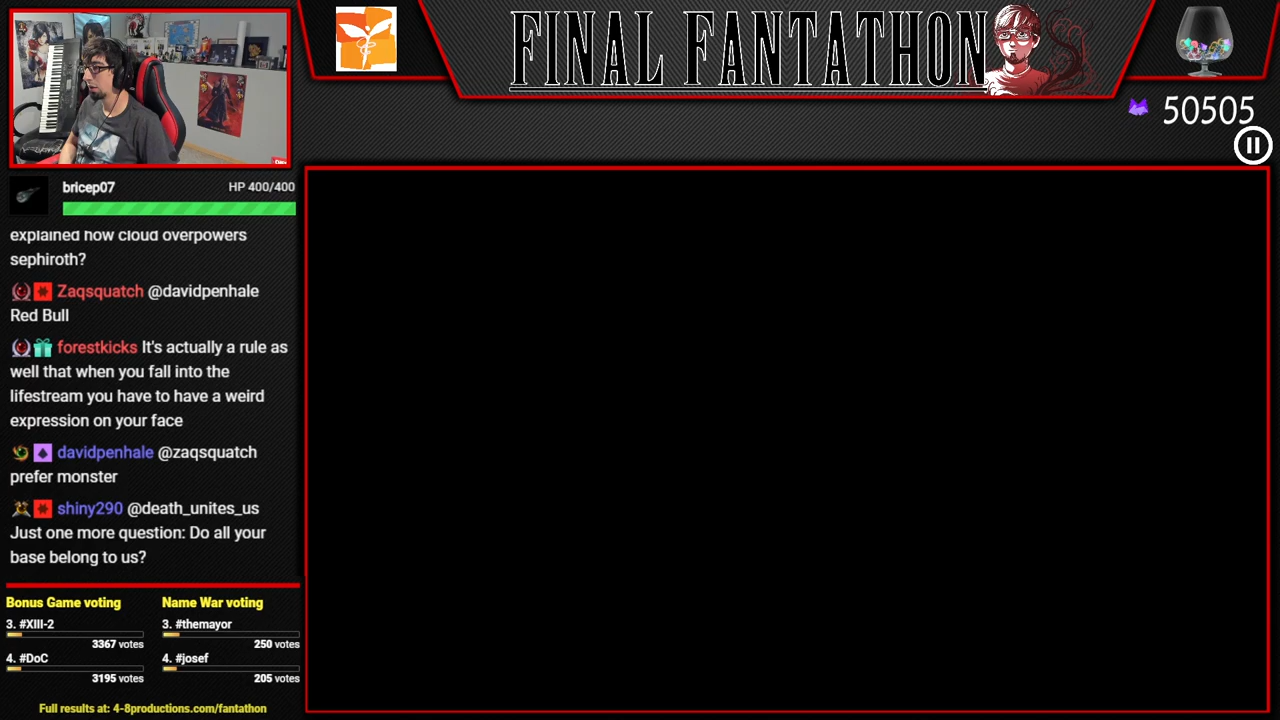 FINAL FANTATHON
50505
bricep07 HP 400/400
explained how cloud overpowers
sephiroth?
Zaqsquatch @davidpenhale
Red Bull
forestkicks It's actually a rule as
well that when you fall into the
lifestream you have to have a weird
expression on your face
davidpenhale @zaqsquatch
prefer monster
shiny290 @death_unites_us
Just one more question: Do all your
base belong to us?
Bonus Game voting
3. #XIII-2
3367 votes
4. #DoC
3195 votes
Name War voting
3. #themayor
250 votes
4. #josef
205 votes
Full results at: 4-8productions.com/fantathon